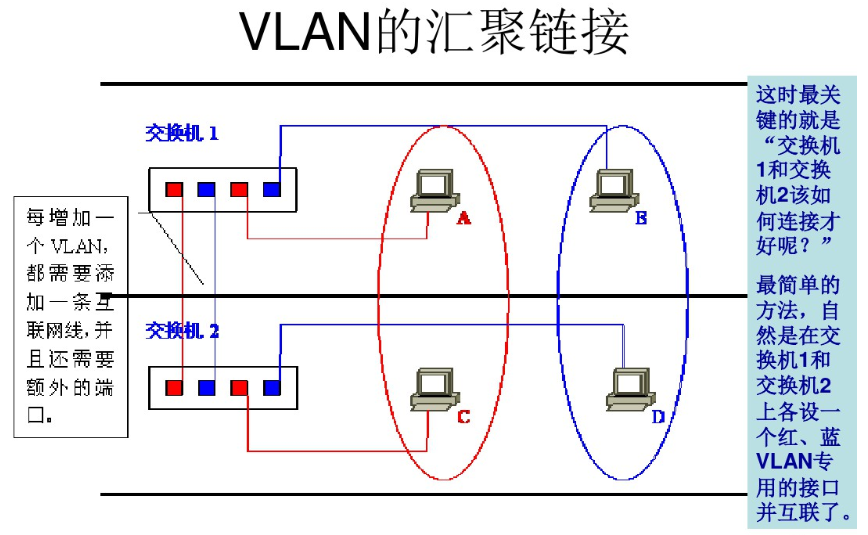 VLAN的汇聚链接
交换机 1
A
B
每增加一
个 VLAN，
都需要添
加一条互
联网线，并
且还需要
额外的端
口。
交换机 2
C
D
这时最关
键的就是
“交换机
1和交换
机2该如
何连接才
好呢？”
最简单的
方法，自
然是在交
换机1和
交换机2
上各设一
个红、蓝
VLAN专
用的接口
并互联了。